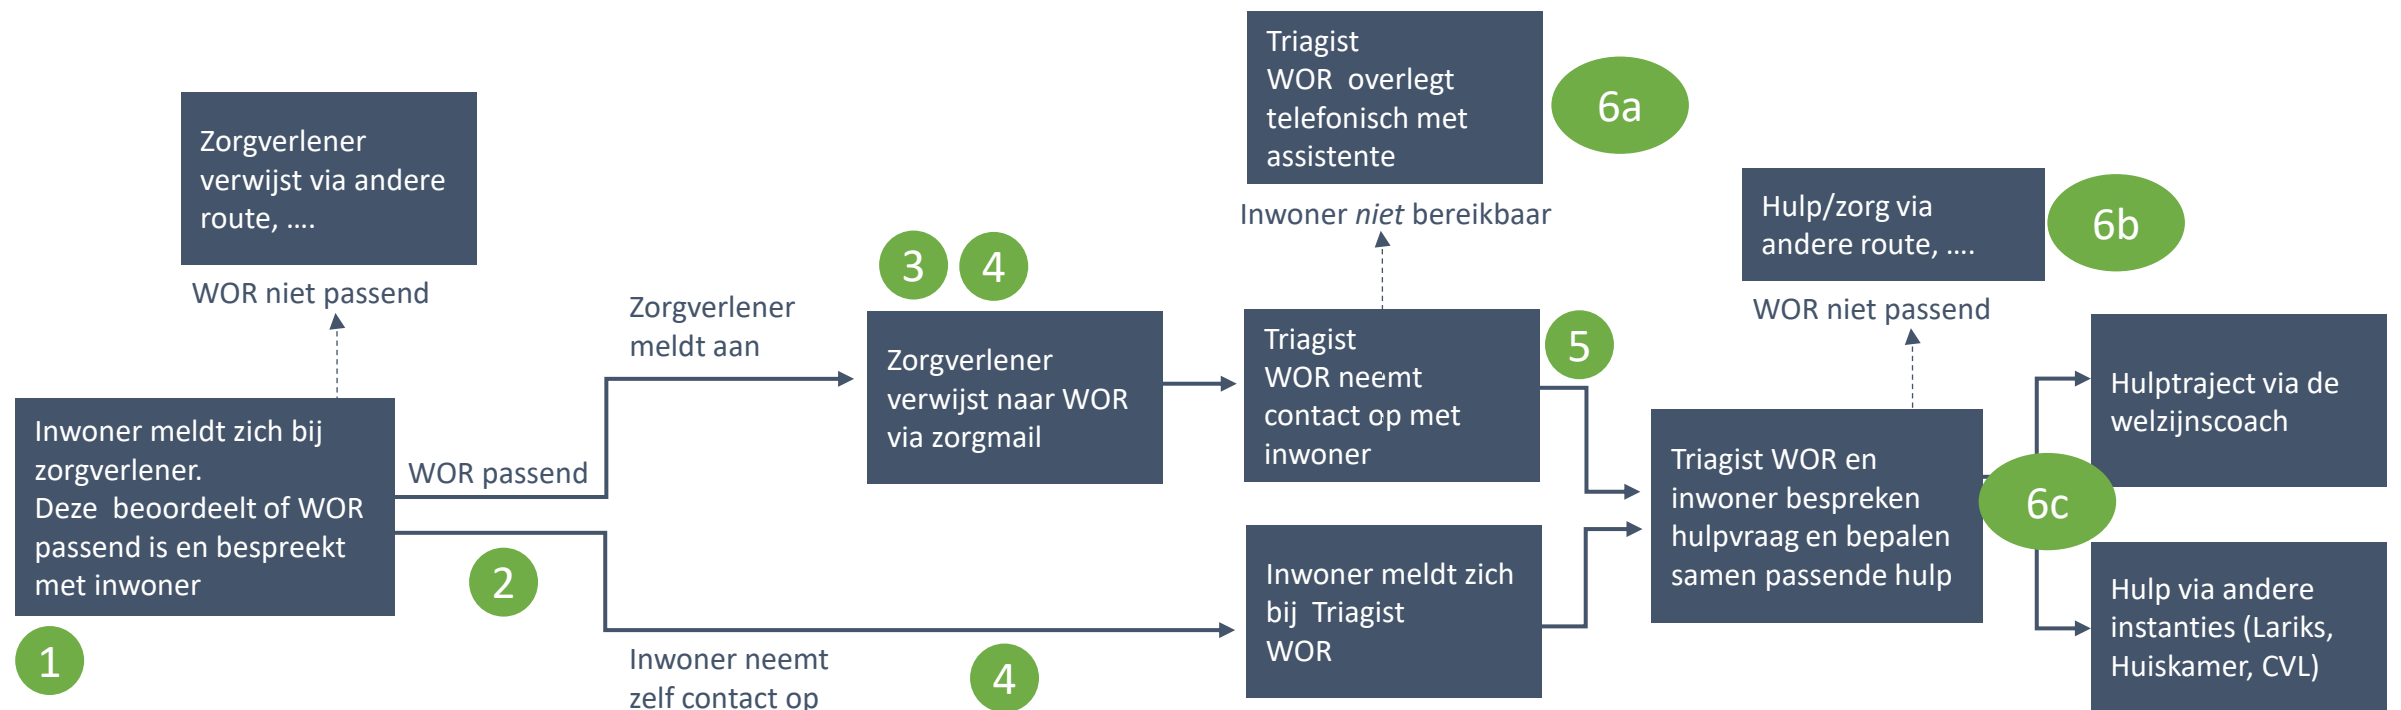 Triagist
WOR  overlegt
telefonisch met
assistente
6a
Zorgverlener
verwijst via andere
route, ....
WOR niet passend
Inwoner niet bereikbaar
Hulp/zorg via
andere route, ....
6b
WOR niet passend
3
4
Zorgverlener
meldt aan
Zorgverlener
verwijst naar WOR
via zorgmail
Triagist
WOR neemt
contact op met
inwoner
5
Hulptraject via de
welzijnscoach
Inwoner meldt zich bij
zorgverlener.
Deze  beoordeelt of WOR
passend is en bespreekt
met inwoner
WOR passend
Triagist WOR en
inwoner bespreken
hulpvraag en bepalen
samen passende hulp
6c
2
Inwoner meldt zich
bij  Triagist
WOR
Hulp via andere
instanties (Lariks,
Huiskamer, CVL)
1
Inwoner neemt
zelf contact op
4